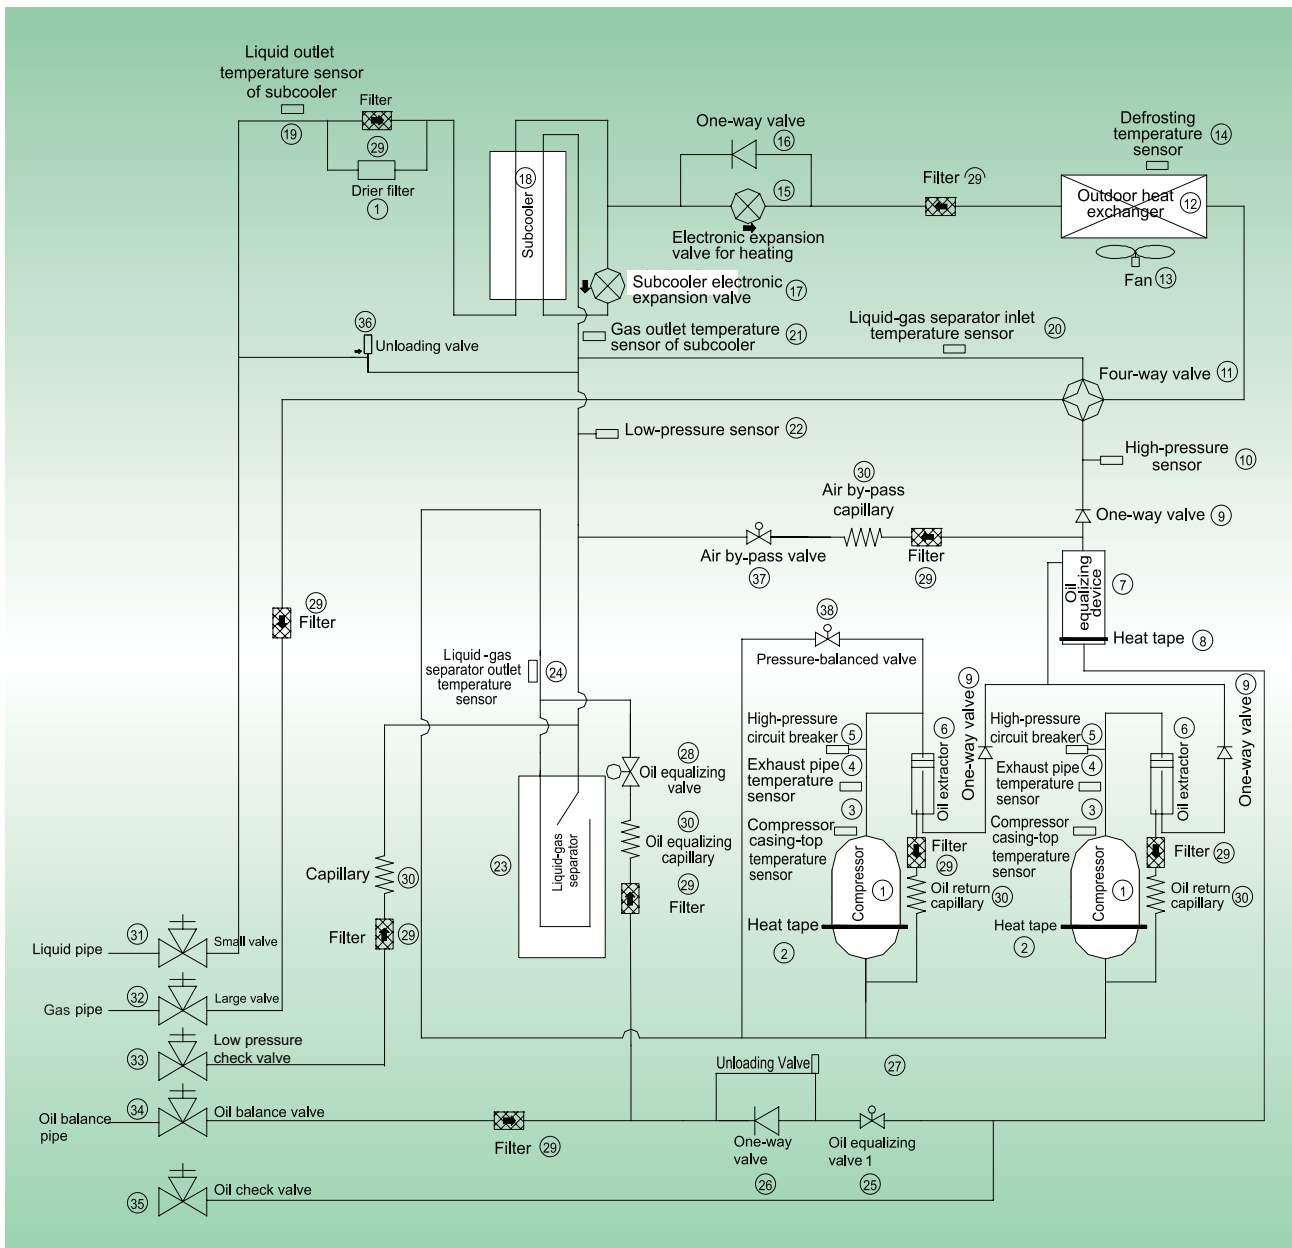 Liquid outlet
temperature sensor
of subcooler
19
Filter
29
Drier filter
1
18
Subcooler
One-way valve
16
15
Electronic expansion
valve for heating
Filter 29
Defrosting
temperature
sensor
14
Outdoor heat
exchanger
12
Fan 13
Subcooler electronic
expansion valve
17
Gas outlet temperature
sensor of subcooler
21
Liquid-gas separator inlet
temperature sensor
20
36
Unloading valve
Four-way valve 11
Low-pressure sensor 22
High-pressure
sensor
10
30
Air by-pass
capillary
One-way valve 9
Air by-pass valve
37
Filter
29
Oil
equalizing
device
7
Heat tape 8
29
Filter
38
Pressure-balanced valve
Liquid-gas
separator outlet
temperature
sensor
24
High-pressure
circuit breaker
5
Exhaust pipe
temperature
sensor
4
3
Compressor
casing-top
temperature
sensor
6
Oil extractor
9
One-way valve
High-pressure
circuit breaker
5
Exhaust pipe
temperature
sensor
4
3
Compressor
casing-top
temperature
sensor
6
Oil extractor
9
One-way valve
28
Oil equalizing
valve
30
Oil equalizing
capillary
29
Filter
23
Liquid-gas
separator
Capillary
30
Filter
29
Compressor
1
Filter
29
Oil return
capillary
30
Heat tape
2
Compressor
1
Filter 29
Oil return
capillary
30
Heat tape
2
31
Liquid pipe
Small valve
32
Gas pipe
Large valve
33
Low pressure
check valve
34
Oil balance
pipe
Oil balance valve
Filter 29
Unloading Valve
27
One-way
valve
26
Oil equalizing
valve 1
25
35
Oil check valve